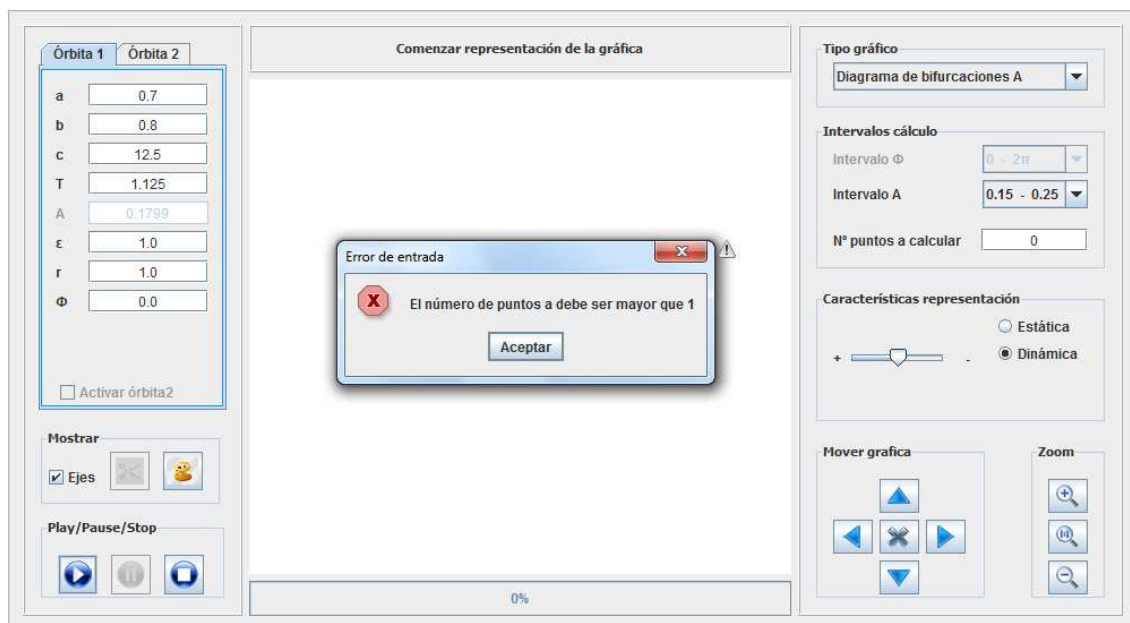 Órbita 1 Órbita 2
a 0.7
b 0.8
c 12.5
T 1.125
A 0.1799
ε 1.0
r 1.0
Φ 0.0
Activar órbita2
Mostrar
Ejes
Play/Pause/Stop
Comenzar representación de la gráfica
Error de entrada
El número de puntos a debe ser mayor que 1
Aceptar
0%
Tipo gráfico
Diagrama de bifurcaciones A
Intervalos cálculo
Intervalo Φ 0 - 2π
Intervalo A 0.15 - 0.25
Nº puntos a calcular 0
Características representación
Estática
+ - Dinámica
Mover grafica
Zoom